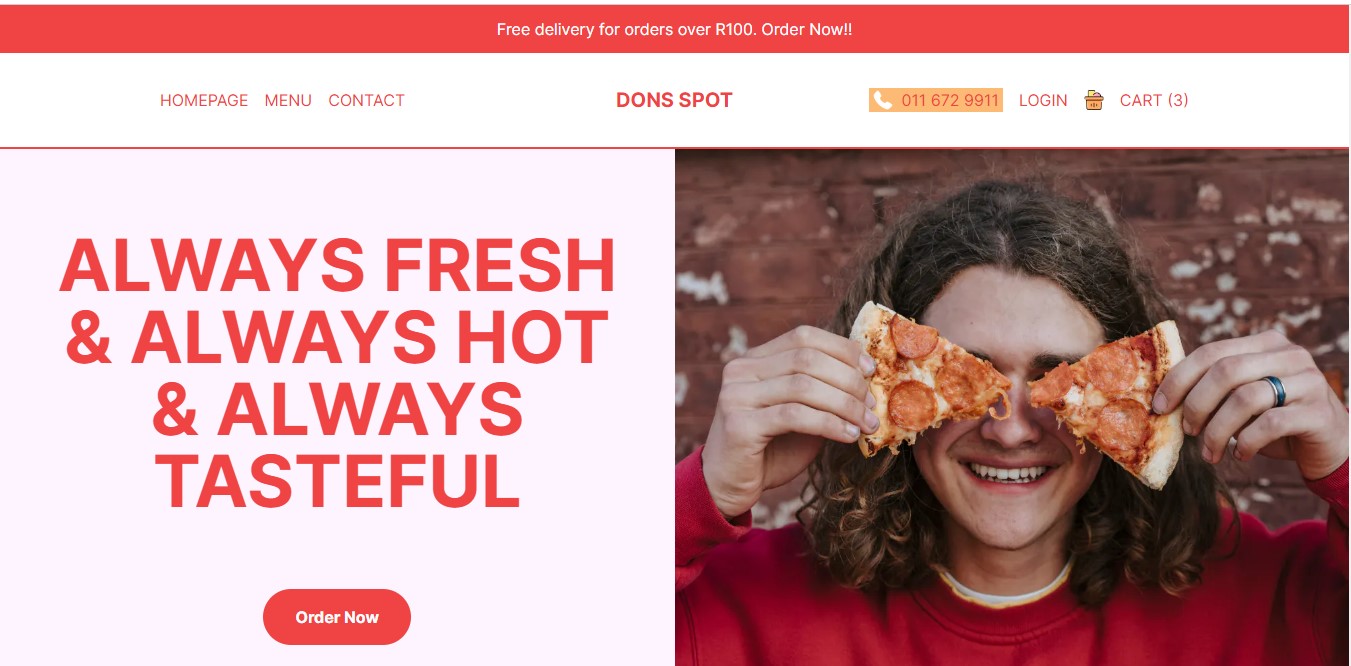 Free delivery for orders over R100. Order Now!!
HOMEPAGE MENU CONTACT DONS SPOT 011 672 9911 LOGIN CART (3)
ALWAYS FRESH
& ALWAYS HOT
& ALWAYS
TASTEFUL
Order Now